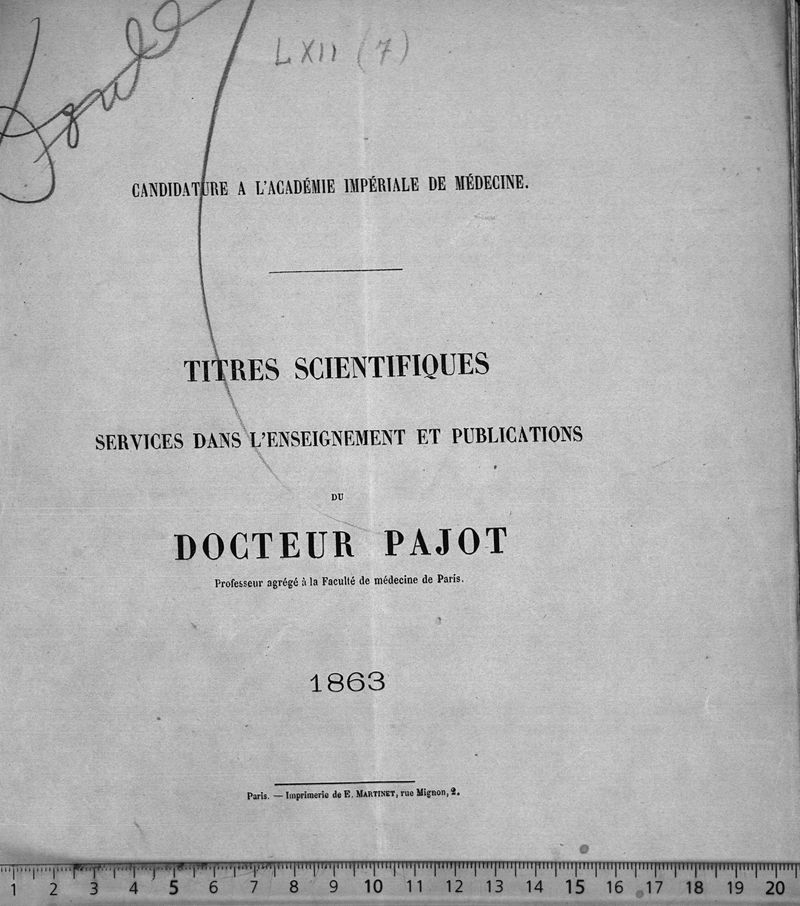 LXII (7)
CANDIDATURE A L'ACADÉMIE IMPÉRIALE DE MÉDECINE.
TITRES SCIENTIFIQUES
SERVICES DANS L'ENSEIGNEMENT ET PUBLICATIONS
DU
DOCTEUR PAJOT
Professeur agrégé à la Faculté de médecine de Paris.
1863
Paris. — Imprimerie de E. MARTINET, rue Mignon, 2.
1 2 3 4 5 6 7 8 9 10 11 12 13 14 15 16 17 18 19 20